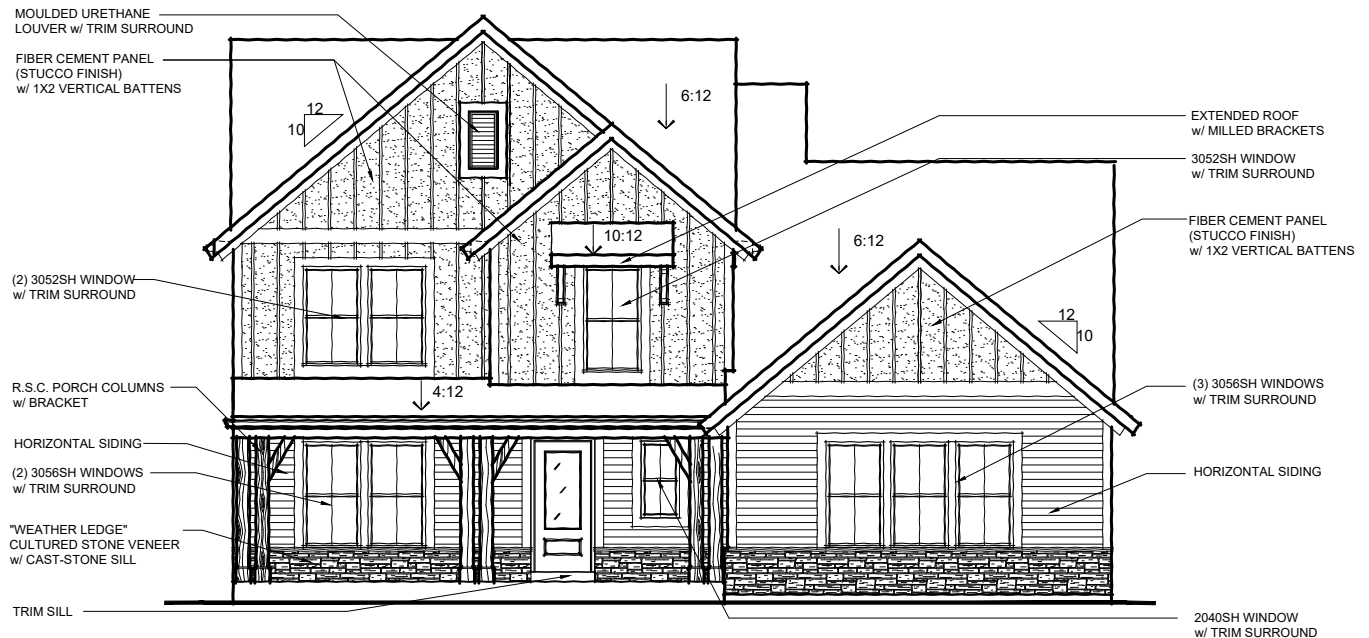 MOULDED URETHANE
LOUVER w/ TRIM SURROUND
FIBER CEMENT PANEL
(STUCCO FINISH)
w/ 1X2 VERTICAL BATTENS
12
10
(2) 3052SH WINDOW
w/ TRIM SURROUND
R.S.C. PORCH COLUMNS
w/ BRACKET
HORIZONTAL SIDING
(2) 3056SH WINDOWS
w/ TRIM SURROUND
"WEATHER LEDGE"
CULTURED STONE VENEER
w/ CAST-STONE SILL
TRIM SILL
6:12
10:12
4:12
6:12
12
10
EXTENDED ROOF
w/ MILLED BRACKETS
3052SH WINDOW
w/ TRIM SURROUND
FIBER CEMENT PANEL
(STUCCO FINISH)
w/ 1X2 VERTICAL BATTENS
(3) 3056SH WINDOWS
w/ TRIM SURROUND
HORIZONTAL SIDING
2040SH WINDOW
w/ TRIM SURROUND